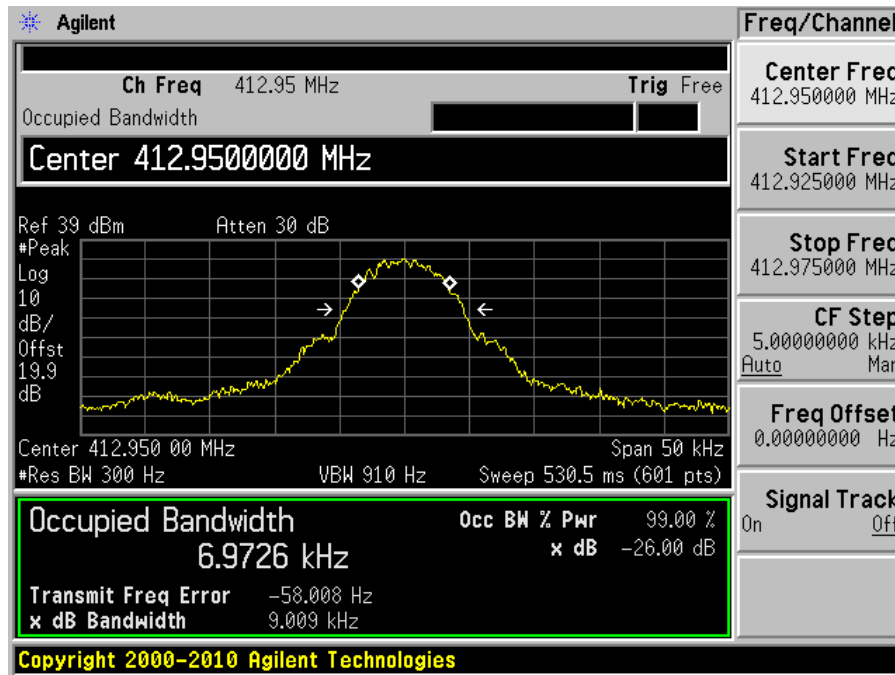 Agilent
Freq/Channel
Ch Freq 412.95 MHz Trig Free
Occupied Bandwidth
Center 412.9500000 MHz
Ref 39 dBm Atten 30 dB
#Peak
Log
10
dB/
Offst
19.9
dB
Center 412.950 00 MHz Span 50 kHz
#Res BW 300 Hz VBW 910 Hz Sweep 530.5 ms (601 pts)
Occupied Bandwidth Occ BW % Pwr 99.00 %
6.9726 kHz x dB -26.00 dB
Transmit Freq Error -58.008 Hz
x dB Bandwidth 9.009 kHz
Copyright 2000-2010 Agilent Technologies
Center Freq
412.950000 MHz
Start Freq
412.925000 MHz
Stop Freq
412.975000 MHz
CF Step
5.00000000 kHz
Auto Man
Freq Offset
0.00000000 Hz
Signal Track
On Off